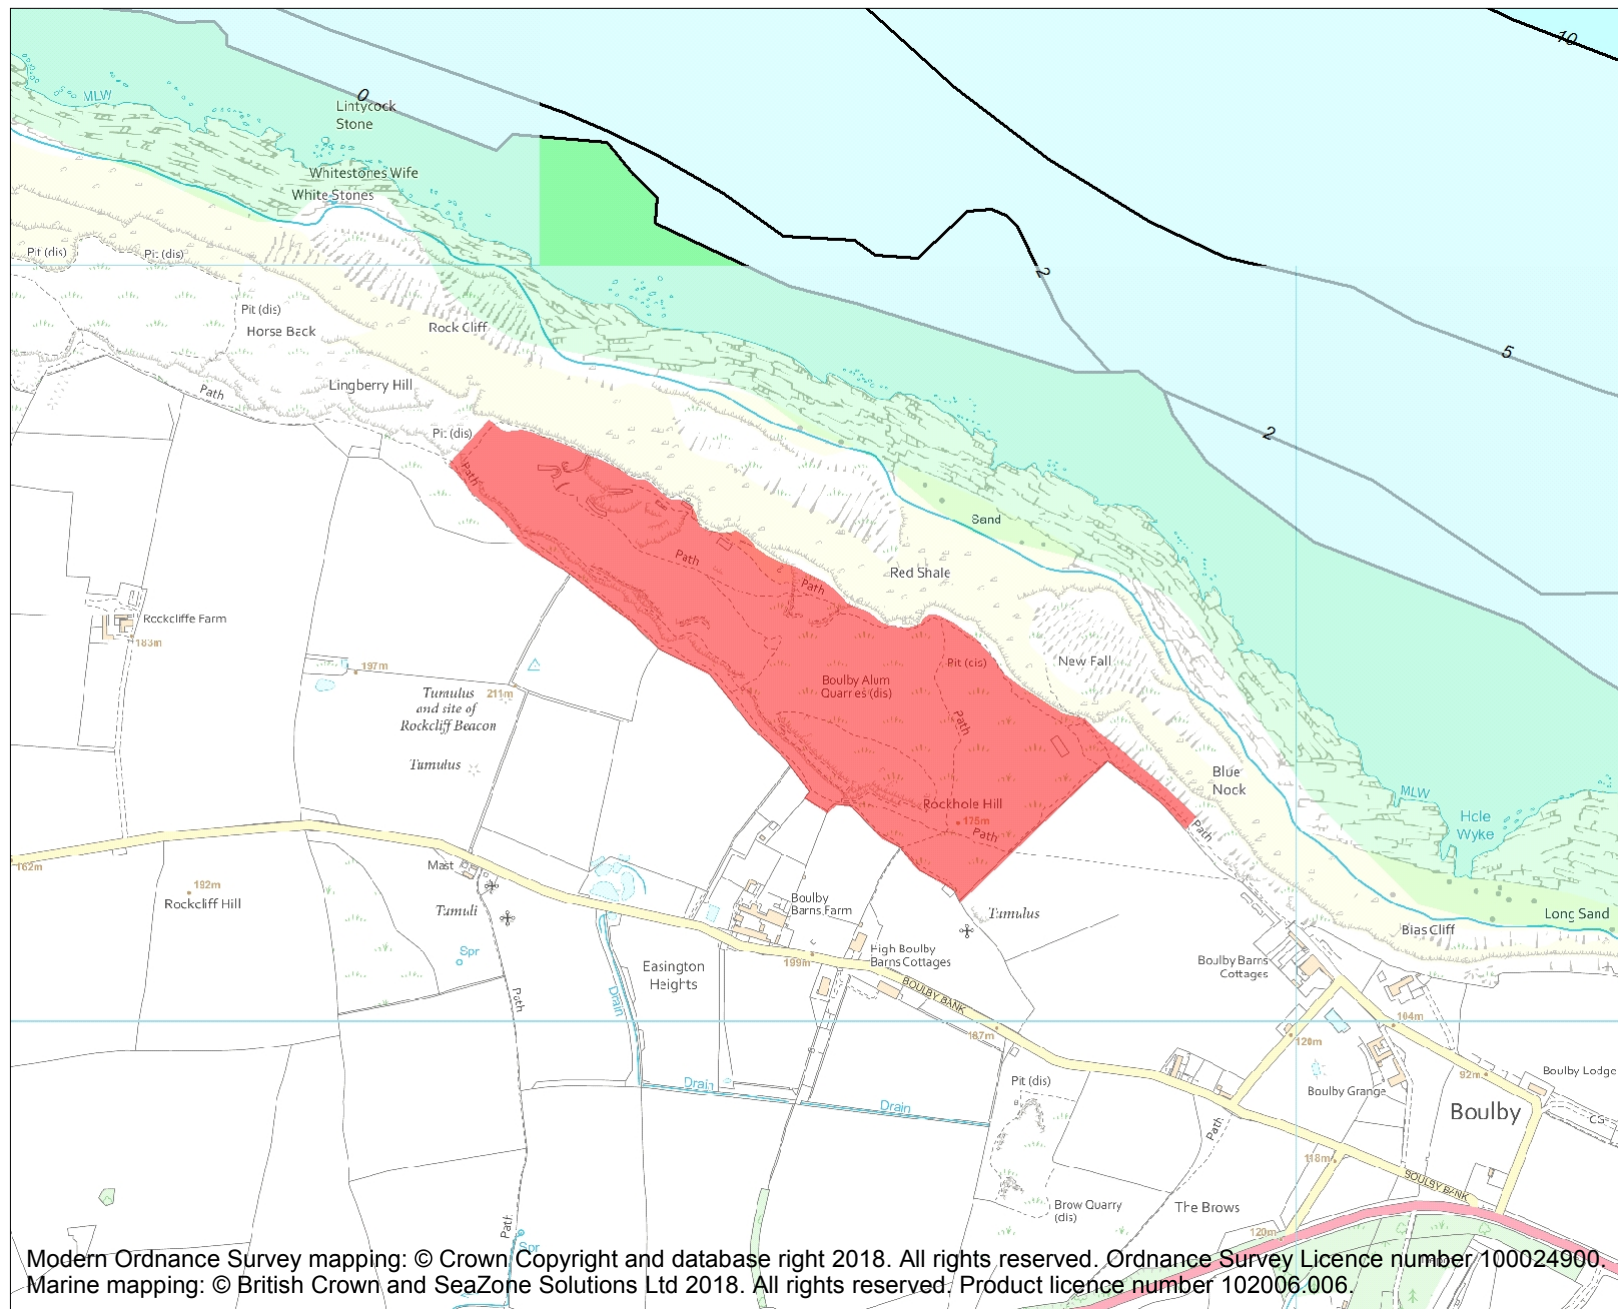 10
0
MLW
Lintycock
Stone
Whitestones Wife
White Stones
Pit (dis)
Pit (dis)
2
Pit (dis)
Horse Back
Rock Cliff
5
Lingberry Hill
Path
2
Pit (dis)
Path
Sand
Path
Path
Red Shale
Rockcliffe Farm
183m
197m
New Fall
Pit (cis)
Boulby Alum
Quarries (dis)
Tumulus
and site of
Rockcliff Beacon
211m
Path
Tumulus
Blue
Nock
MLW
Hole
Wyke
Rockhole Hill
175m
Path
Path
162m
Mast
192m
Rockcliff Hill
Tumuli
Boulby
Barns Farm
Tumulus
Long Sand
Bias Cliff
Spr
199m
High Boulby
Barns Cottages
Boulby Barns
Cottages
Easington
Heights
Path
Drain
BOULBY BANK
187m
104m
120m
Pit (dis)
Drain
Drain
92m
Boulby Lodge
Boulby Grange
Boulby
CG
Path
118m
BOULBY BANK
Brow Quarry
(dis)
The Brows
Path
120m
Spr
Modern Ordnance Survey mapping: © Crown Copyright and database right 2018. All rights reserved. Ordnance Survey Licence number 100024900.
Marine mapping: © British Crown and SeaZone Solutions Ltd 2018. All rights reserved. Product licence number 102006.006.